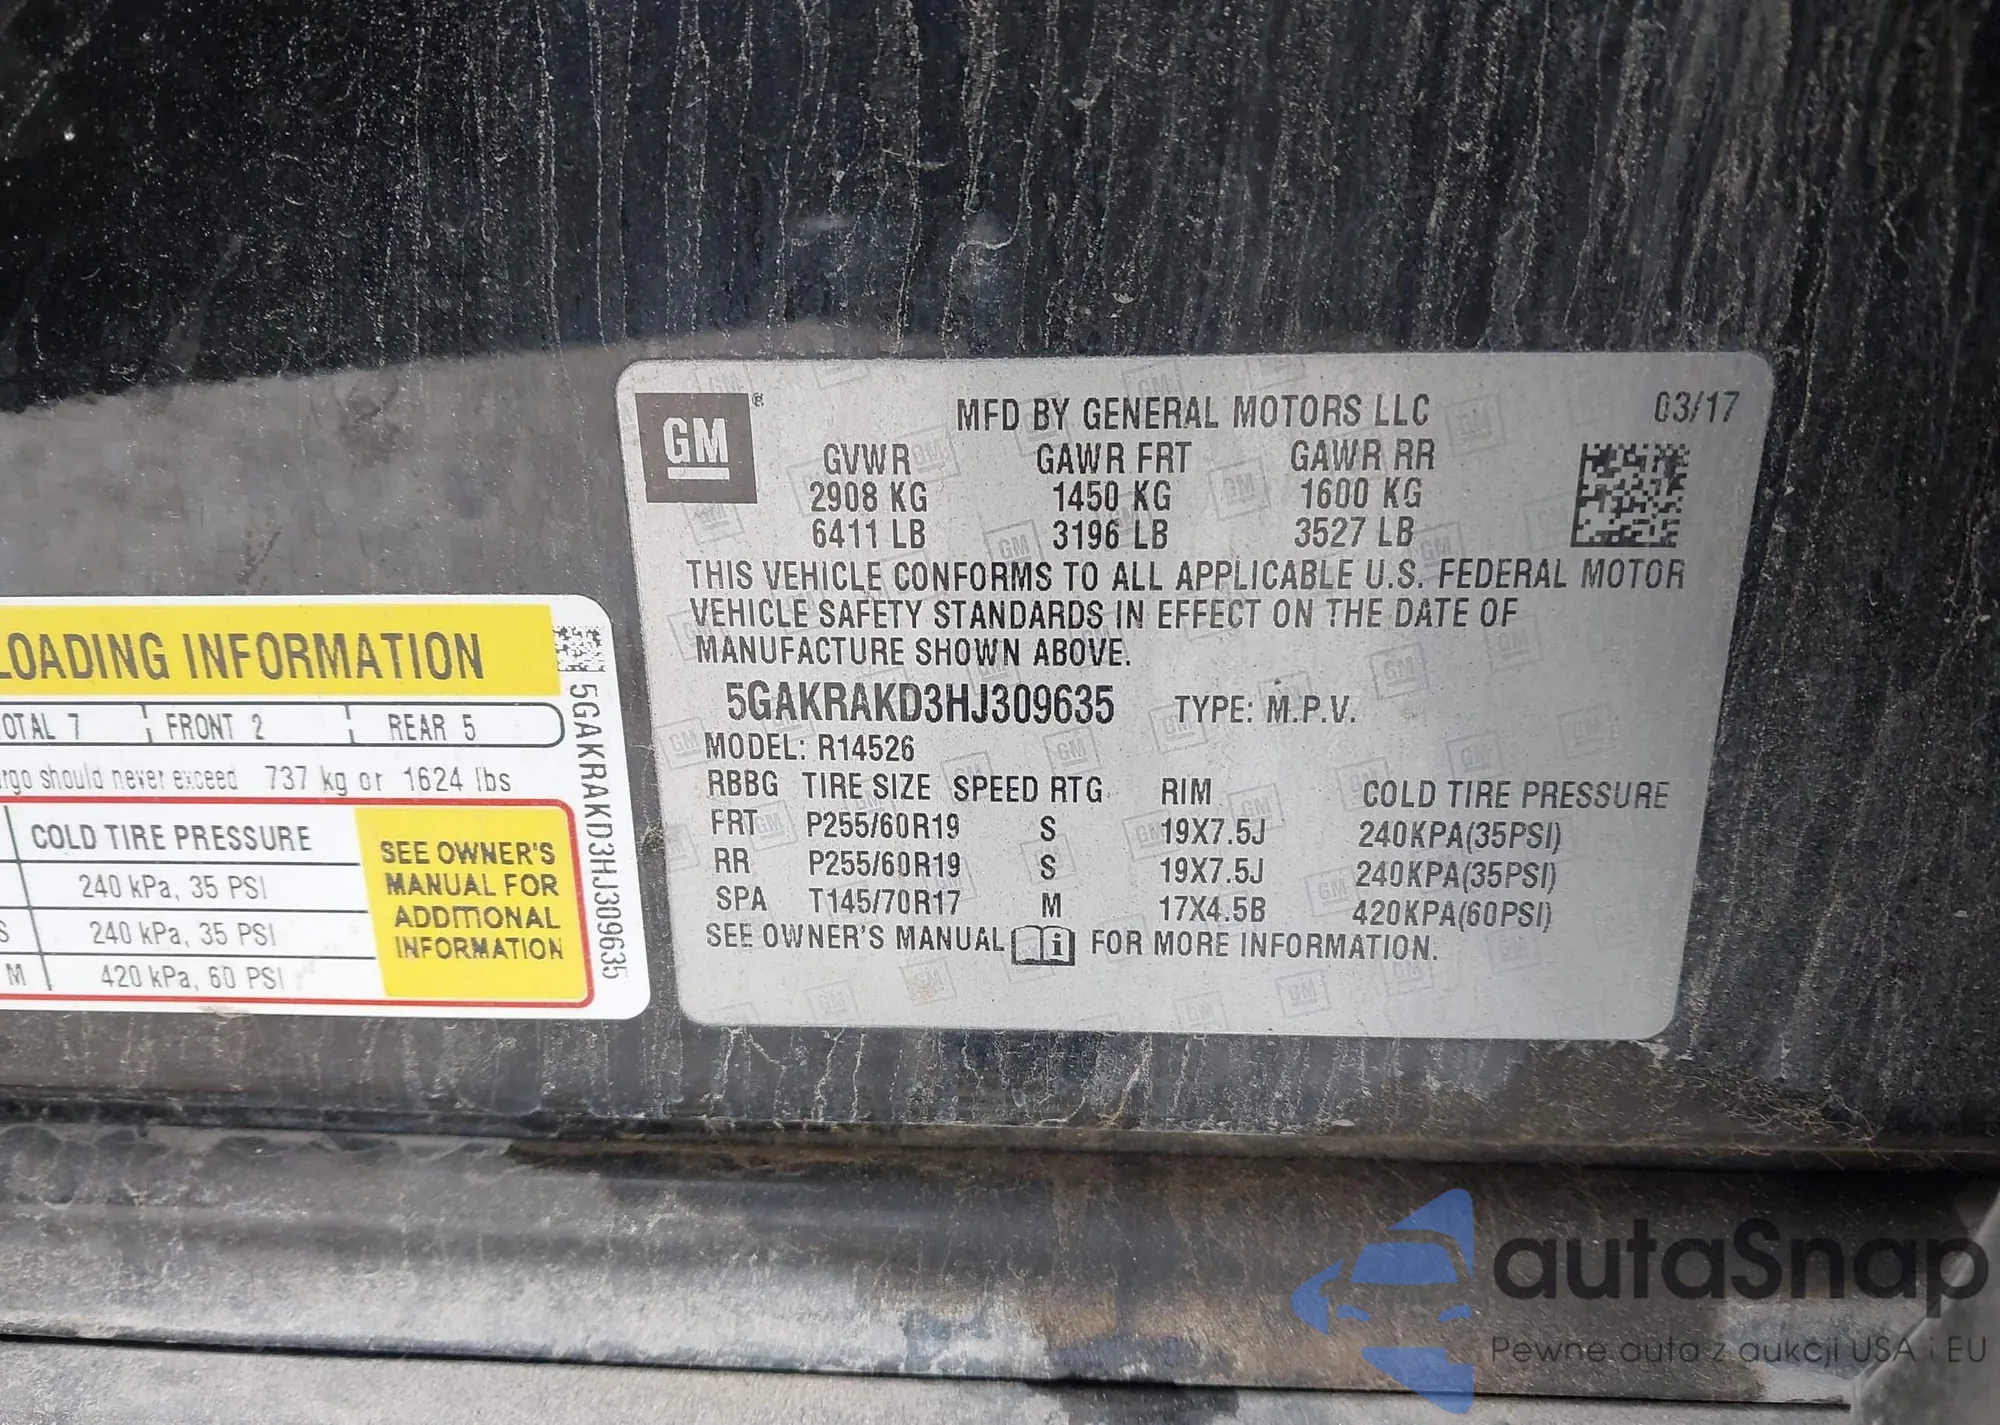 GM
MFD BY GENERAL MOTORS LLC 03/17
GVWR GAWR FRT GAWR RR
2908 KG 1450 KG 1600 KG
6411 LB 3196 LB 3527 LB
THIS VEHICLE CONFORMS TO ALL APPLICABLE U.S. FEDERAL MOTOR
VEHICLE SAFETY STANDARDS IN EFFECT ON THE DATE OF
MANUFACTURE SHOWN ABOVE.
5GAKRAKD3HJ309635 TYPE: M.P.V.
MODEL: R14526
RBBG TIRE SIZE SPEED RTG RIM COLD TIRE PRESSURE
FRT P255/60R19 S 19X7.5J 240KPA(35PSI)
RR P255/60R19 S 19X7.5J 240KPA(35PSI)
SPA T145/70R17 M 17X4.5B 420KPA(60PSI)
SEE OWNER'S MANUAL FOR MORE INFORMATION.
LOADING INFORMATION
OTAL 7 FRONT 2 REAR 5
rgo should never exceed 737 kg or 1624 lbs
COLD TIRE PRESSURE
240 kPa, 35 PSI
S 240 kPa, 35 PSI
M 420 kPa, 60 PSI
SEE OWNER'S
MANUAL FOR
ADDITIONAL
INFORMATION
5GAKRAKD3HJ309635
autaSnap
Pewne auta z aukcji USA i EU